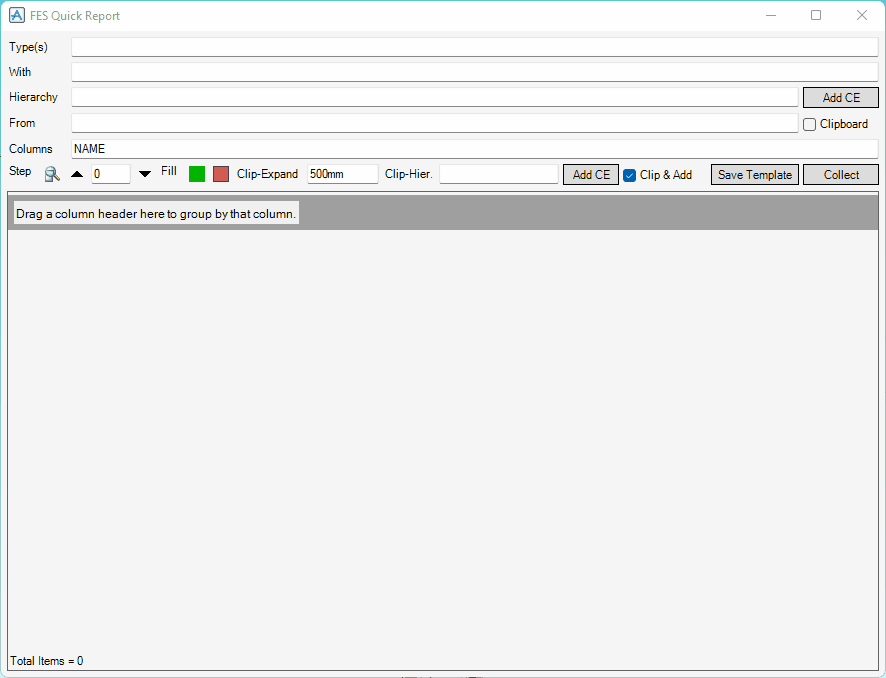 FES Quick Report
Type(s)
With
Hierarchy Add CE
From Clipboard
Columns NAME
Step 0 Fill Clip-Expand 500mm Clip-Hier. Add CE Clip & Add Save Template Collect
Drag a column header here to group by that column.
Total Items = 0